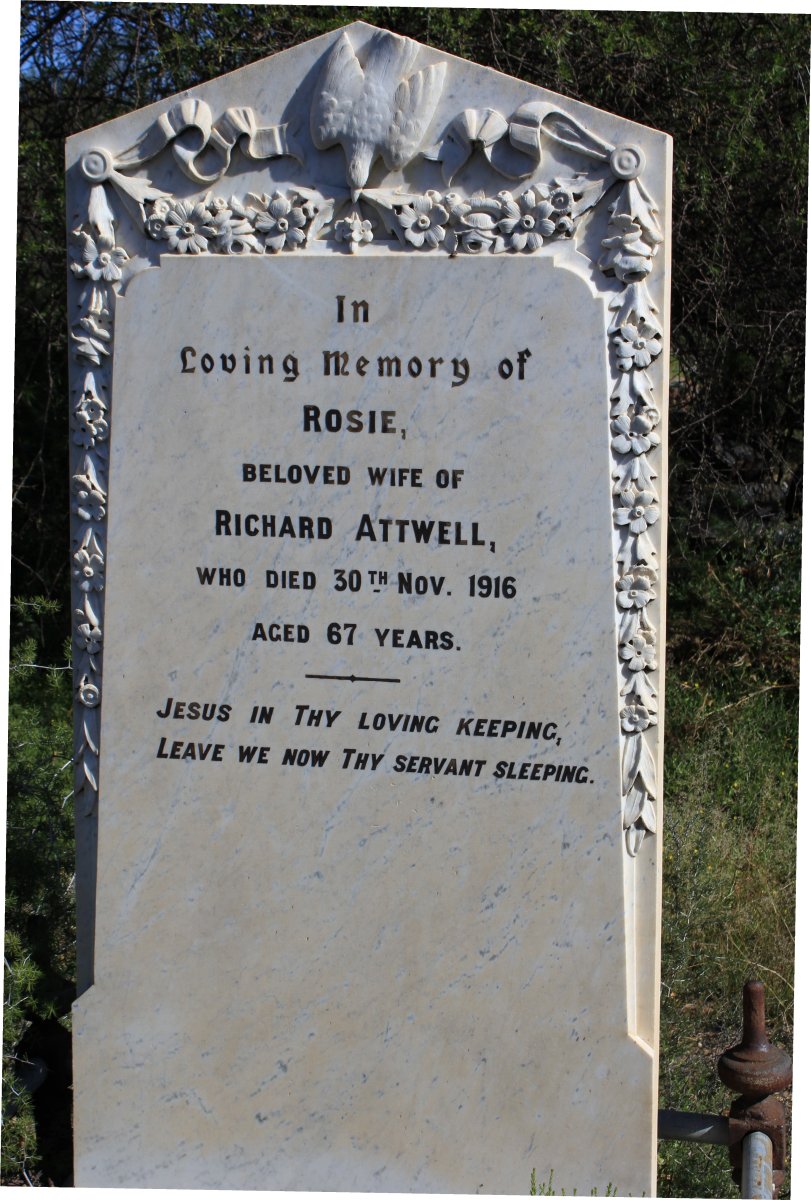 In
Loving Memory of
ROSIE,
BELOVED WIFE OF
RICHARD ATTWELL,
WHO DIED 30TH NOV. 1916
AGED 67 YEARS.
JESUS IN THY LOVING KEEPING,
LEAVE WE NOW THY SERVANT SLEEPING.